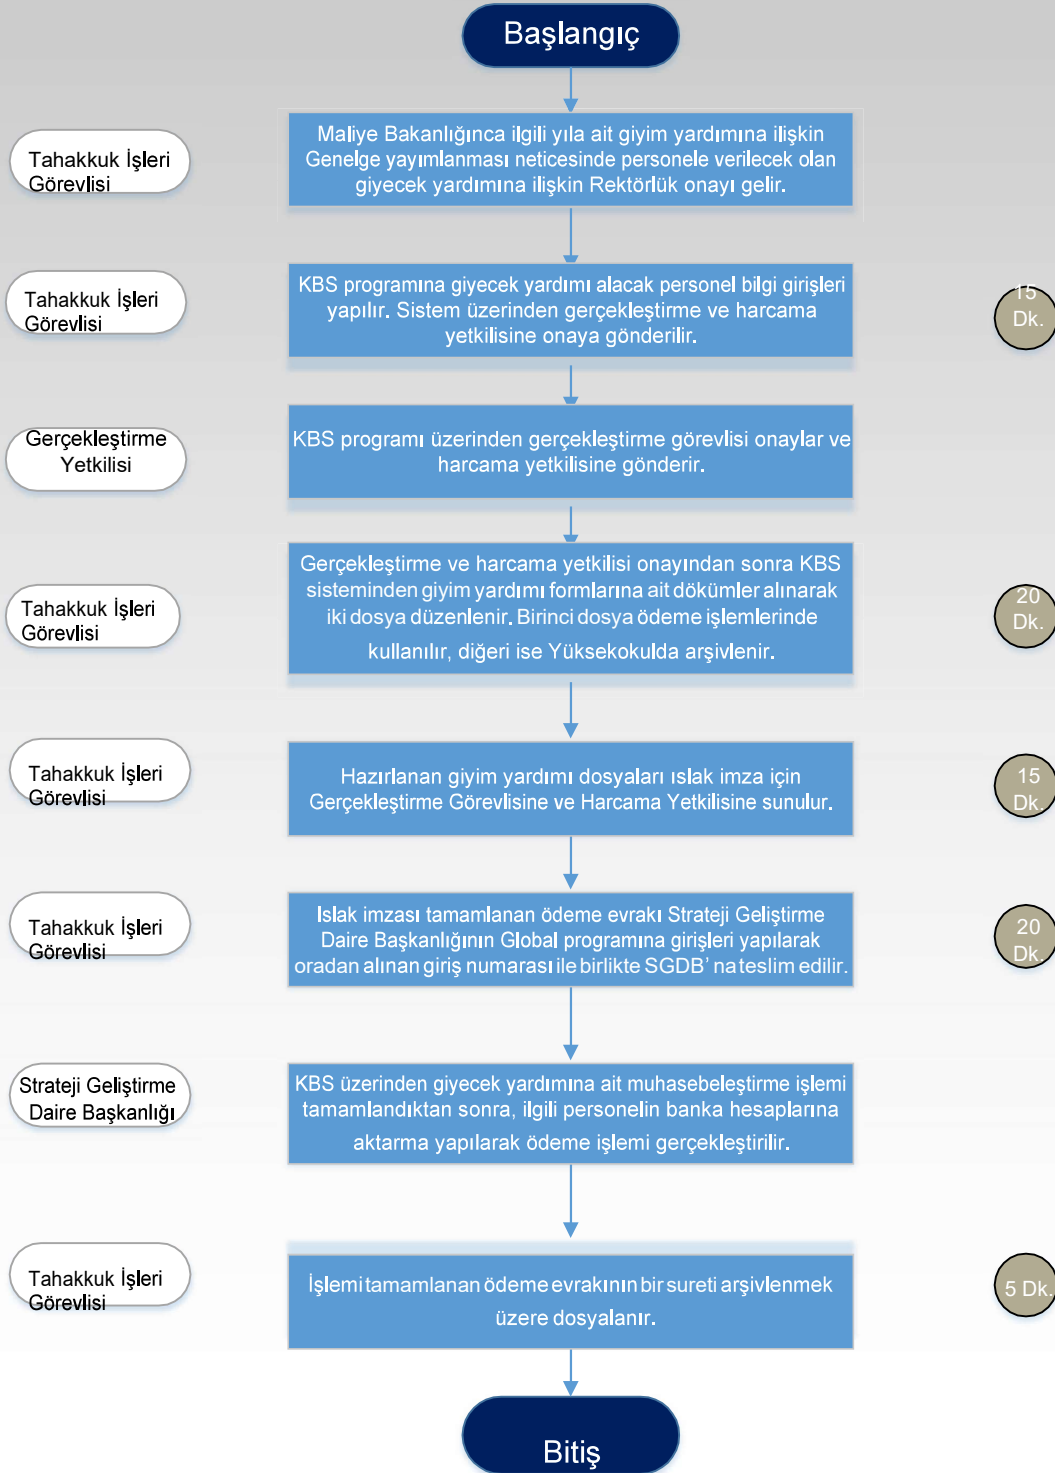 Başlangıç
Tahakkuk İşleri
Görevlisi
Maliye Bakanlığınca ilgili yıla ait giyim yardımına ilişkin
Genelge yayımlanması neticesinde personele verilecek olan
giyecek yardımına ilişkin Rektörlük onayı gelir.
Tahakkuk İşleri
Görevlisi
KBS programına giyecek yardımı alacak personel bilgi girişleri
yapılır. Sistem üzerinden gerçekleştirme ve harcama
yetkilisine onaya gönderilir.
15
Dk.
Gerçekleştirme
Yetkilisi
KBS programı üzerinden gerçekleştirme görevlisi onaylar ve
harcama yetkilisine gönderir.
Tahakkuk İşleri
Görevlisi
Gerçekleştirme ve harcama yetkilisi onayından sonra KBS
sisteminden giyim yardımı formlarına ait dökümler alınarak
iki dosya düzenlenir. Birinci dosya ödeme işlemlerinde
kullanılır, diğeri ise Yüksekokulda arşivlenir.
20
Dk.
Tahakkuk İşleri
Görevlisi
Hazırlanan giyim yardımı dosyaları ıslak imza için
Gerçekleştirme Görevlisine ve Harcama Yetkilisine sunulur.
15
Dk.
Tahakkuk İşleri
Görevlisi
Islak imzası tamamlanan ödeme evrakı Strateji Geliştirme
Daire Başkanlığının Global programına girişleri yapılarak
oradan alınan giriş numarası ile birlikte SGDB’ na teslim edilir.
20
Dk.
Strateji Geliştirme
Daire Başkanlığı
KBS üzerinden giyecek yardımına ait muhasebeleştirme işlemi
tamamlandıktan sonra, ilgili personelin banka hesaplarına
aktarma yapılarak ödeme işlemi gerçekleştirilir.
Tahakkuk İşleri
Görevlisi
İşlemi tamamlanan ödeme evrakının bir sureti arşivlenmek
üzere dosyalanır.
5 Dk.
Bitiş